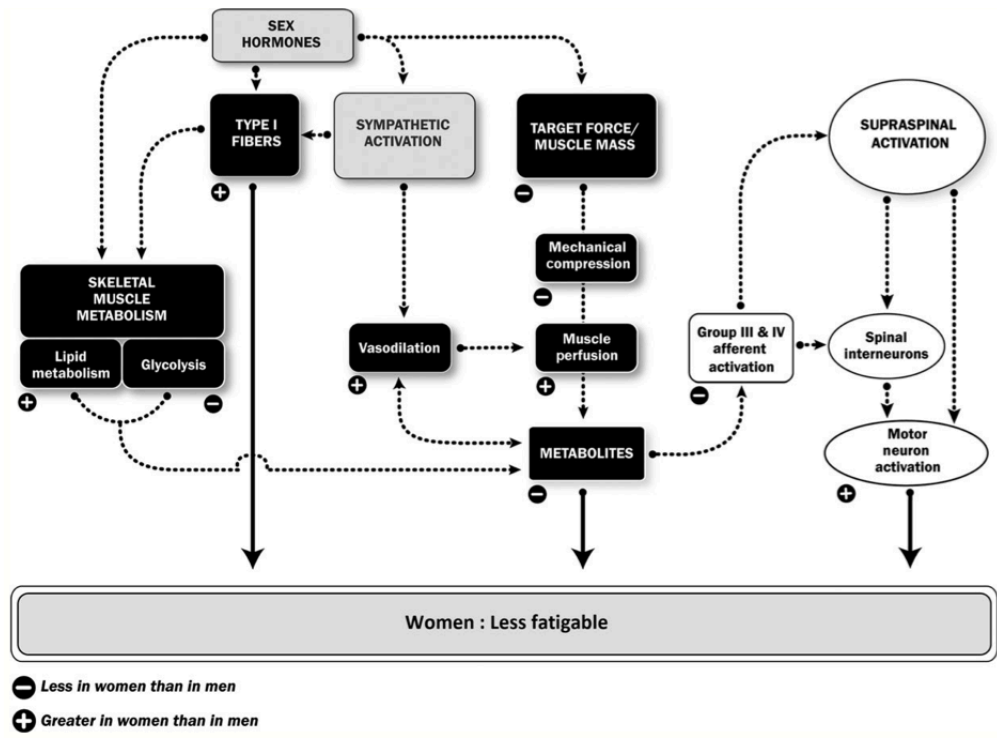 SEX
HORMONES
TYPE I
FIBERS
SYMPATHETIC
ACTIVATION
TARGET FORCE/
MUSCLE MASS
SUPRASPINAL
ACTIVATION
Mechanical
compression
SKELETAL
MUSCLE
METABOLISM
Lipid
metabolism
Glycolysis
Vasodilation
Muscle
perfusion
Group III & IV
afferent
activation
Spinal
interneurons
METABOLITES
Motor
neuron
activation
Women : Less fatigable
Less in women than in men
Greater in women than in men